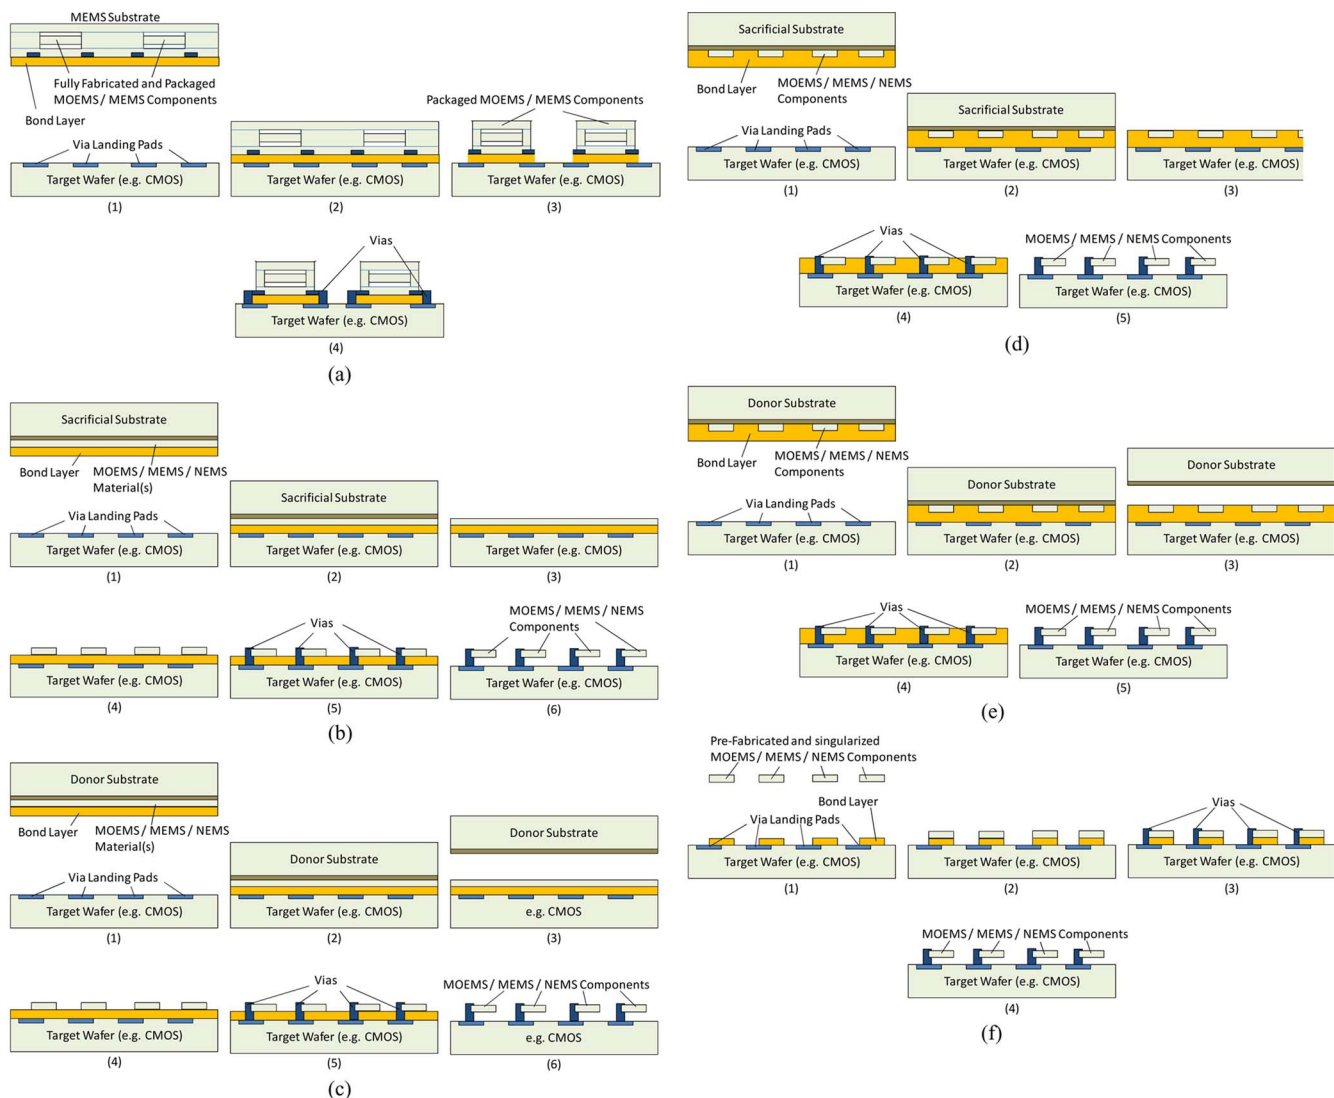 MEMS Substrate
Fully Fabricated and Packaged
MOEMS / MEMS Components
Bond Layer
Via Landing Pads
Target Wafer (e.g. CMOS)
(1)
Target Wafer (e.g. CMOS)
(2)
Packaged MOEMS / MEMS Components
Target Wafer (e.g. CMOS)
(3)
Vias
Target Wafer (e.g. CMOS)
(4)
(a)
Sacrificial Substrate
Bond Layer
MOEMS / MEMS / NEMS
Material(s)
Via Landing Pads
Target Wafer (e.g. CMOS)
(1)
Sacrificial Substrate
Target Wafer (e.g. CMOS)
(2)
Target Wafer (e.g. CMOS)
(3)
Target Wafer (e.g. CMOS)
(4)
Vias
Target Wafer (e.g. CMOS)
(5)
MOEMS / MEMS / NEMS
Components
Target Wafer (e.g. CMOS)
(6)
(b)
Donor Substrate
Bond Layer
MOEMS / MEMS / NEMS
Material(s)
Via Landing Pads
Target Wafer (e.g. CMOS)
(1)
Donor Substrate
Target Wafer (e.g. CMOS)
(2)
Donor Substrate
e.g. CMOS
(3)
Target Wafer (e.g. CMOS)
(4)
Vias
Target Wafer (e.g. CMOS)
(5)
MOEMS / MEMS / NEMS Components
e.g. CMOS
(6)
(c)
Sacrificial Substrate
Bond Layer
MOEMS / MEMS / NEMS
Components
Via Landing Pads
Target Wafer (e.g. CMOS)
(1)
Sacrificial Substrate
Target Wafer (e.g. CMOS)
(2)
Target Wafer (e.g. CMOS)
(3)
Vias
Target Wafer (e.g. CMOS)
(4)
MOEMS / MEMS / NEMS Components
Target Wafer (e.g. CMOS)
(5)
(d)
Donor Substrate
Bond Layer
MOEMS / MEMS / NEMS
Components
Via Landing Pads
Target Wafer (e.g. CMOS)
(1)
Donor Substrate
Target Wafer (e.g. CMOS)
(2)
Donor Substrate
Target Wafer (e.g. CMOS)
(3)
Vias
Target Wafer (e.g. CMOS)
(4)
MOEMS / MEMS / NEMS Components
Target Wafer (e.g. CMOS)
(5)
(e)
Pre-Fabricated and singularized
MOEMS / MEMS / NEMS Components
Bond Layer
Via Landing Pads
Target Wafer (e.g. CMOS)
(1)
Target Wafer (e.g. CMOS)
(2)
Vias
Target Wafer (e.g. CMOS)
(3)
MOEMS / MEMS / NEMS Components
Target Wafer (e.g. CMOS)
(4)
(f)